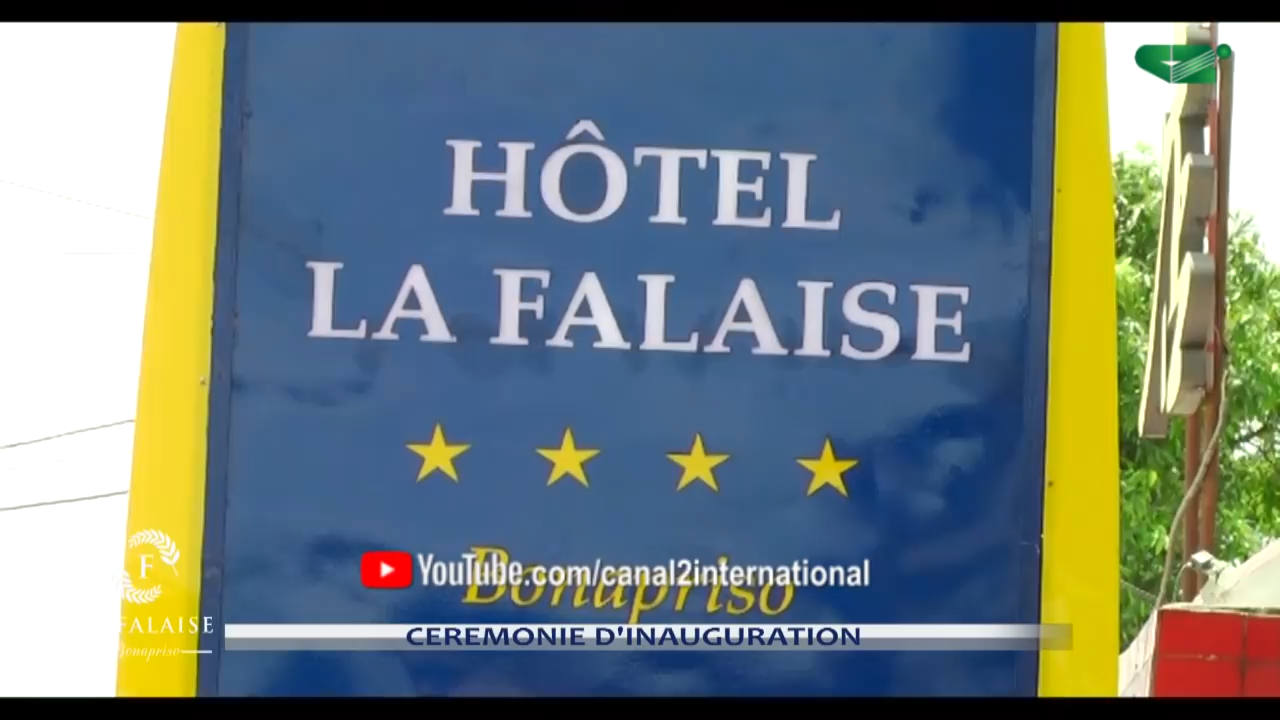 HÔTEL
LA FALAISE
YouTube.com/canal2international
Bonapriso
CEREMONIE D'INAUGURATION
F
FALAISE
Bonapriso